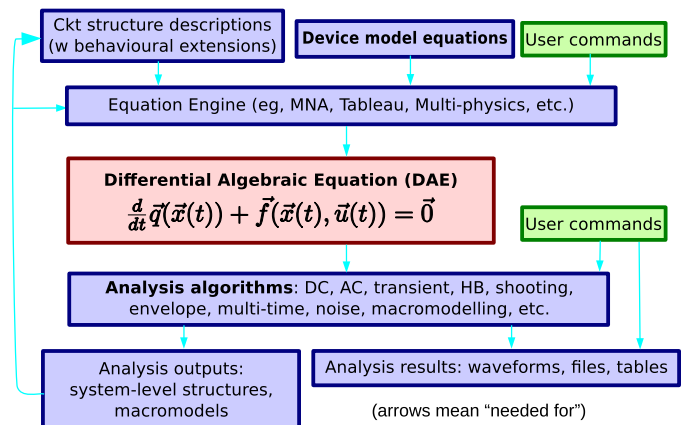 Ckt structure descriptions
(w behavioural extensions)
Device model equations
User commands
Equation Engine (eg, MNA, Tableau, Multi-physics, etc.)
Differential Algebraic Equation (DAE)
d/dt q⃗(x⃗(t)) + f⃗(x⃗(t), u⃗(t)) = 0⃗
User commands
Analysis algorithms: DC, AC, transient, HB, shooting,
envelope, multi-time, noise, macromodelling, etc.
Analysis outputs:
system-level structures,
macromodels
Analysis results: waveforms, files, tables
(arrows mean “needed for”)